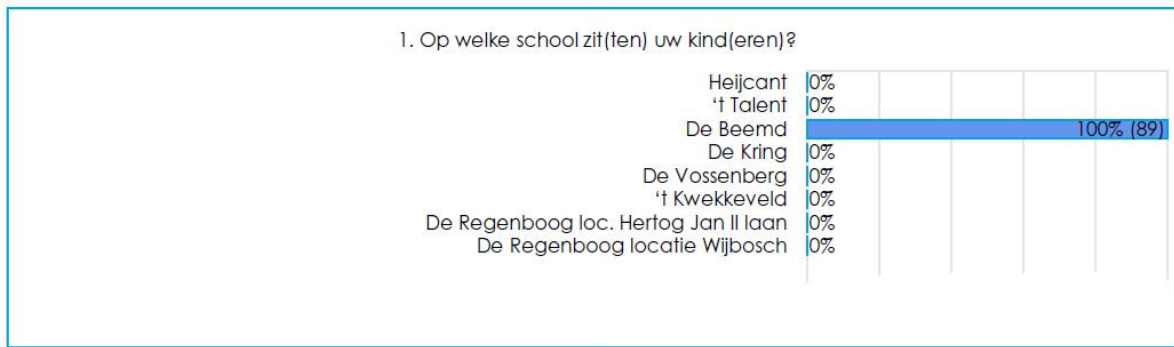 1. Op welke school zit(ten) uw kind(eren)?
Heijcant 0%
‘t Talent 0%
De Beemd 100% (89)
De Kring 0%
De Vossenberg 0%
‘t Kwekkeveld 0%
De Regenboog loc. Hertog Jan II laan 0%
De Regenboog locatie Wijbosch 0%